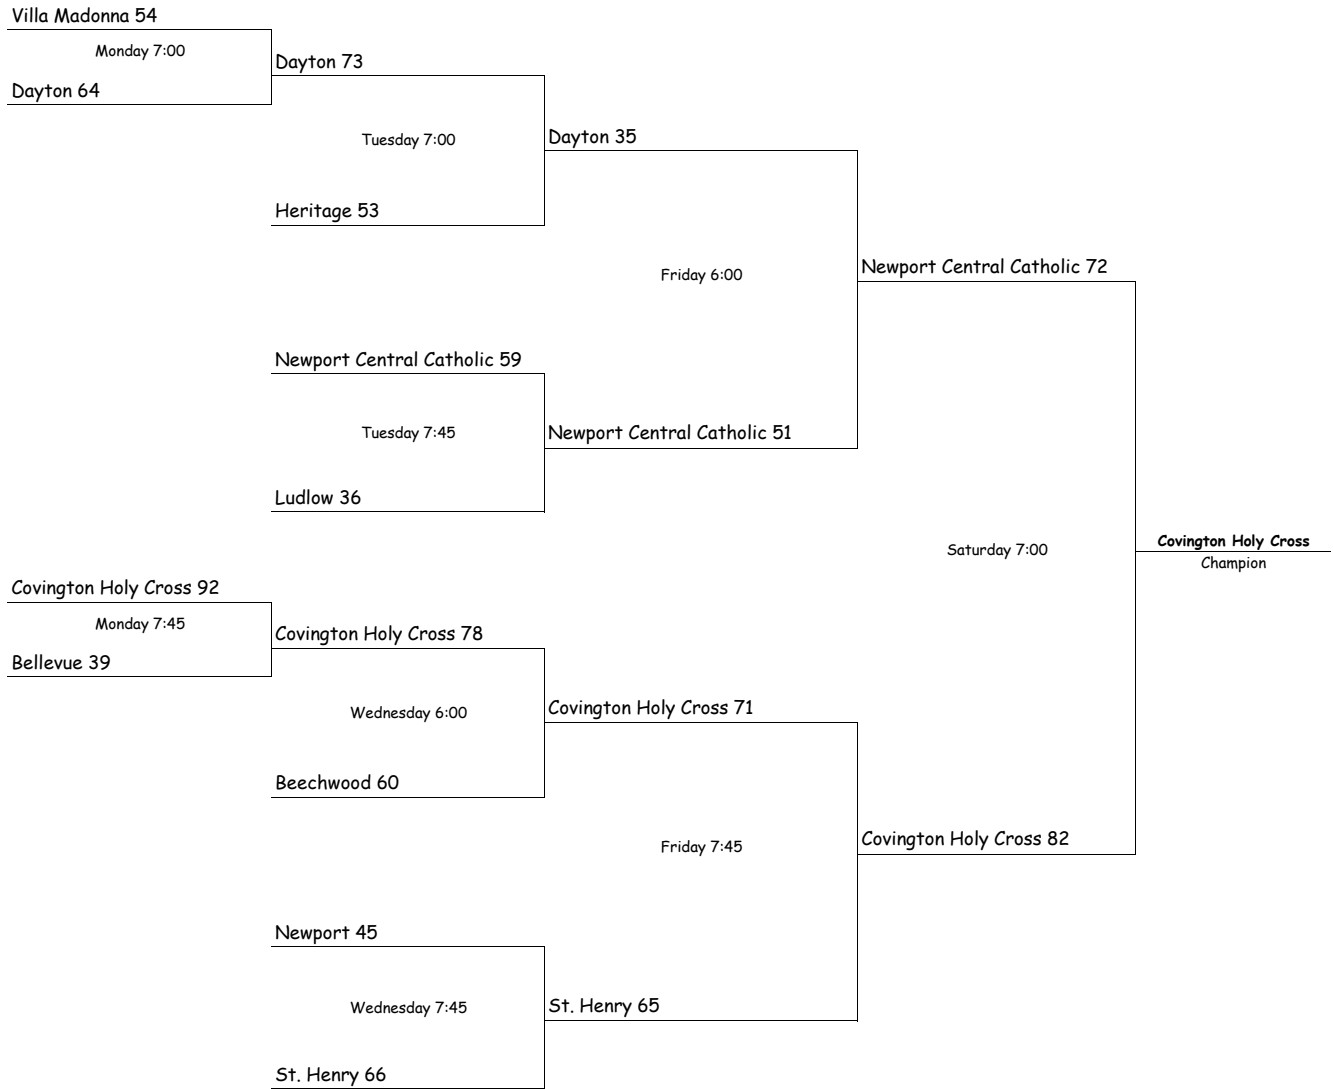 Villa Madonna 54
Monday 7:00
Dayton 73
Dayton 64
Tuesday 7:00
Dayton 35
Heritage 53
Friday 6:00
Newport Central Catholic 72
Newport Central Catholic 59
Tuesday 7:45
Newport Central Catholic 51
Ludlow 36
Saturday 7:00
Covington Holy Cross
Champion
Covington Holy Cross 92
Monday 7:45
Covington Holy Cross 78
Bellevue 39
Wednesday 6:00
Covington Holy Cross 71
Beechwood 60
Friday 7:45
Covington Holy Cross 82
Newport 45
Wednesday 7:45
St. Henry 65
St. Henry 66